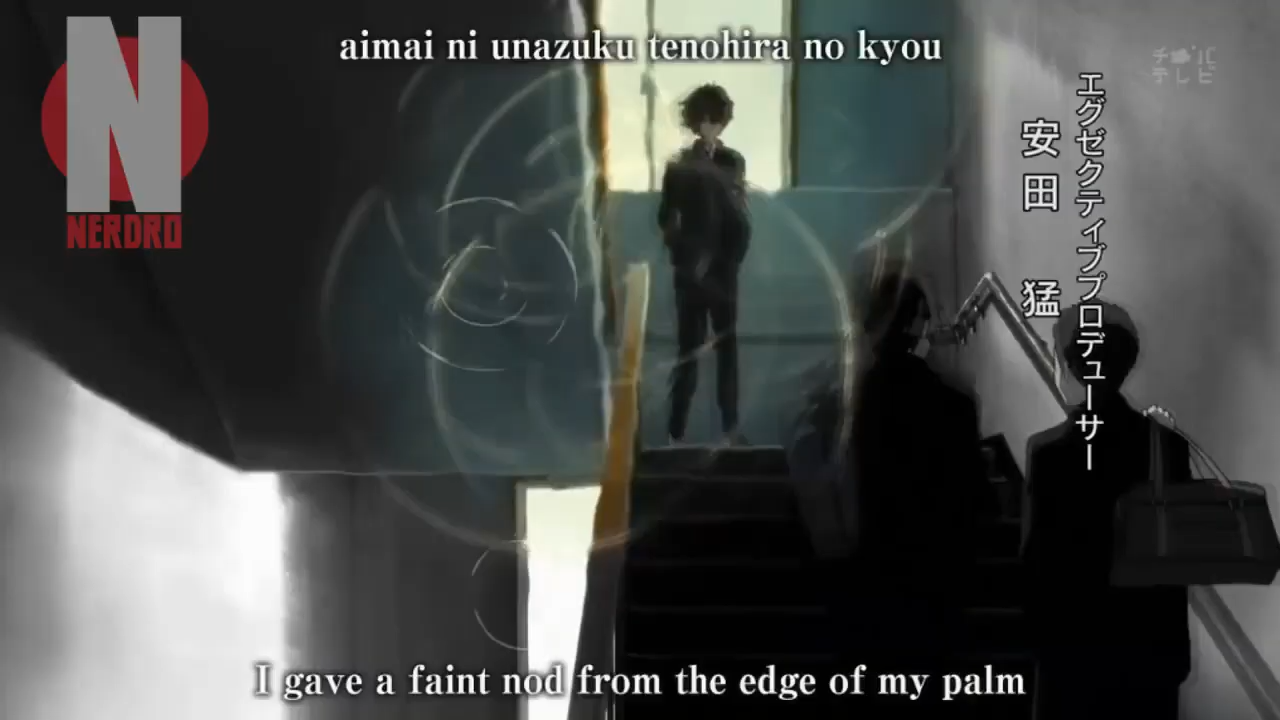 aimai ni unazuku tenohira no kyou
N
NERDRO
チバ
テレビ
エグゼクティブプロデューサー
安田 猛
I gave a faint nod from the edge of my palm